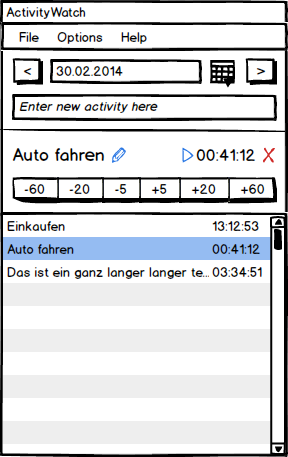 ActivityWatch
File Options Help
< 30.02.2014 >
Enter new activity here
Auto fahren 00:41:12
-60 -20 -5 +5 +20 +60
Einkaufen 13:12:53
Auto fahren 00:41:12
Das ist ein ganz langer langer te... 03:34:51